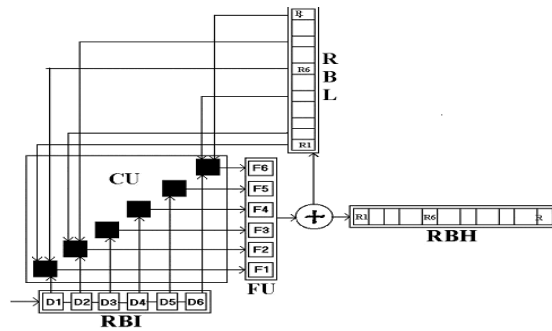 R
R6
RBL
R1
CU
F6
F5
F4
F3
F2
F1
FU
+
R1 R6 R
RBH
D1 D2 D3 D4 D5 D6
RBI